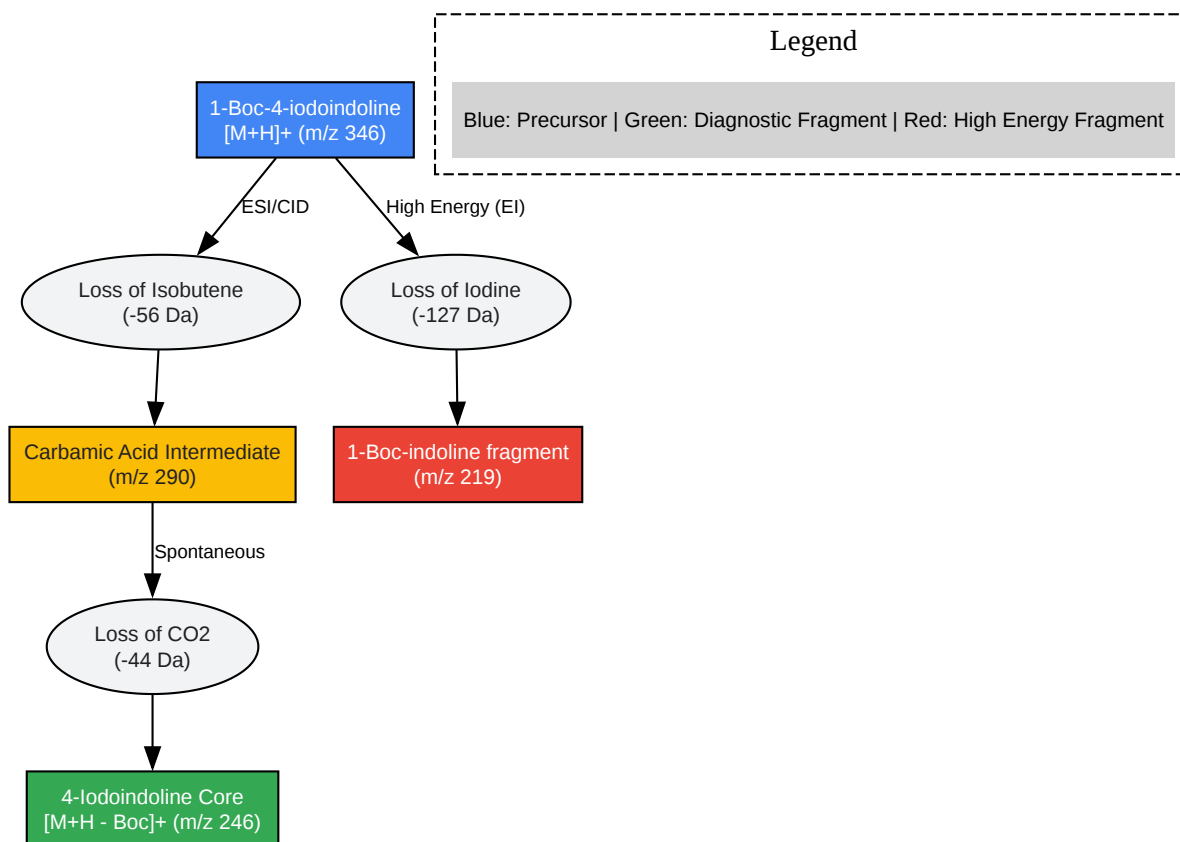 Legend
Blue: Precursor | Green: Diagnostic Fragment | Red: High Energy Fragment
1-Boc-4-iodoindoline
[M+H]+ (m/z 346)
ESI/CID
High Energy (EI)
Loss of Isobutene
(-56 Da)
Loss of Iodine
(-127 Da)
Carbamic Acid Intermediate
(m/z 290)
1-Boc-indoline fragment
(m/z 219)
Spontaneous
Loss of CO2
(-44 Da)
4-Iodoindoline Core
[M+H - Boc]+ (m/z 246)